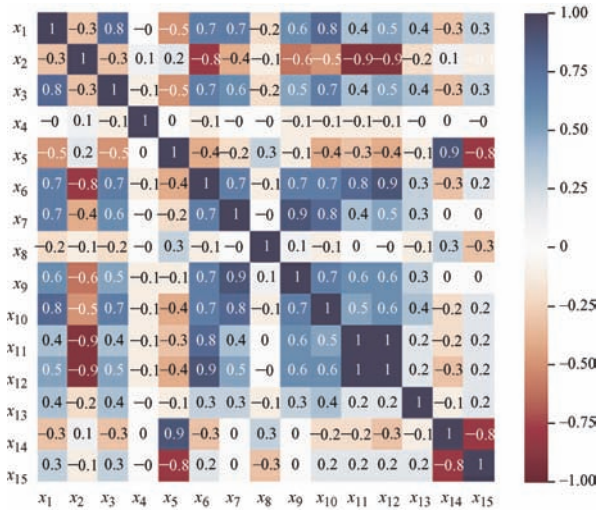 x1 1 −0.3 0.8 −0 −0.5 0.7 0.7 −0.2 0.6 0.8 0.4 0.5 0.4 −0.3 0.3
x2 −0.3 1 −0.3 0.1 0.2 −0.8 −0.4 −0.1 −0.6 −0.5 −0.9 −0.9 −0.2 0.1
x3 0.8 −0.3 1 −0.1 −0.5 0.7 0.6 −0.2 0.5 0.7 0.4 0.5 0.4 −0.3 0.3
x4 −0 0.1 −0.1 1 0 −0.1 −0 −0 −0.1 −0.1 −0.1 −0.1 −0 0 −0
x5 −0.5 0.2 −0.5 0 1 −0.4 −0.2 0.3 −0.1 −0.4 −0.3 −0.4 −0.1 0.9 −0.8
x6 0.7 −0.8 0.7 −0.1 −0.4 1 0.7 −0.1 0.7 0.7 0.8 0.9 0.3 −0.3 0.2
x7 0.7 −0.4 0.6 −0 −0.2 0.7 1 −0 0.9 0.8 0.4 0.5 0.3 0 0
x8 −0.2 −0.1 −0.2 −0 0.3 −0.1 −0 1 0.1 −0.1 0 −0 −0.1 0.3 −0.3
x9 0.6 −0.6 0.5 −0.1 −0.1 0.7 0.9 0.1 1 0.7 0.6 0.6 0.3 0 0
x10 0.8 −0.5 0.7 −0.1 −0.4 0.7 0.8 −0.1 0.7 1 0.5 0.6 0.4 −0.2 0.2
x11 0.4 −0.9 0.4 −0.1 −0.3 0.8 0.4 0 0.6 0.5 1 1 0.2 −0.2 0.2
x12 0.5 −0.9 0.5 −0.1 −0.4 0.9 0.5 −0 0.6 0.6 1 1 0.2 −0.3 0.2
x13 0.4 −0.2 0.4 −0 −0.1 0.3 0.3 −0.1 0.3 0.4 0.2 0.2 1 −0.1 0.2
x14 −0.3 0.1 −0.3 0 0.9 −0.3 0 0.3 0 −0.2 −0.2 −0.3 −0.1 1 −0.8
x15 0.3 −0.1 0.3 −0 −0.8 0.2 0 −0.3 0 0.2 0.2 0.2 0.2 −0.8 1
x1 x2 x3 x4 x5 x6 x7 x8 x9 x10 x11 x12 x13 x14 x15
1.00
0.75
0.50
0.25
0
−0.25
−0.50
−0.75
−1.00